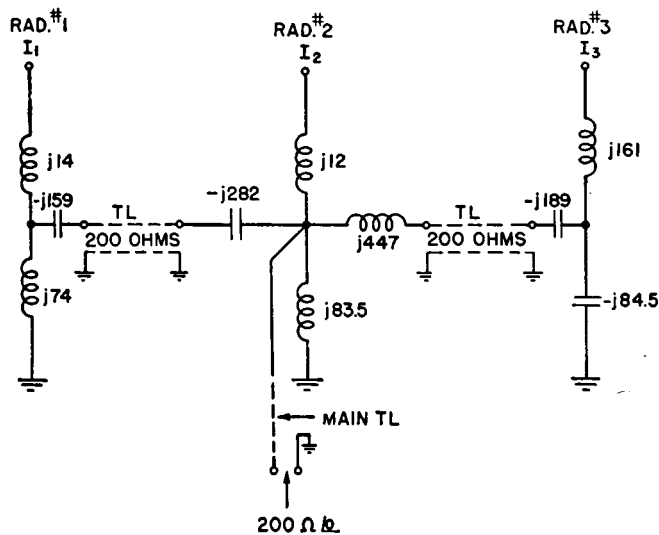 RAD.#1
I1
RAD.#2
I2
RAD.#3
I3
j14
j12
j161
-j159
TL
200 OHMS
-j282
j447
TL
200 OHMS
-j189
j74
j83.5
-j84.5
MAIN TL
200 Ω /0